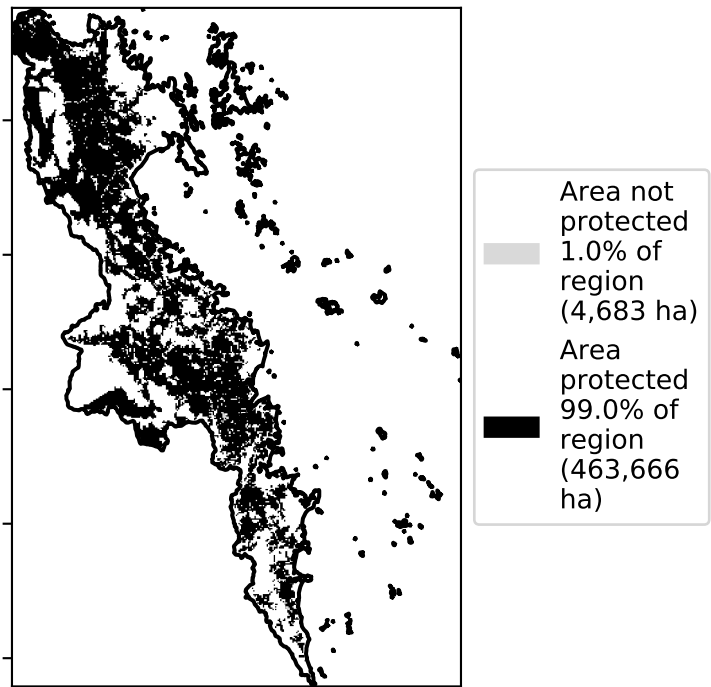 Area not
protected
1.0% of
region
(4,683 ha)
Area
protected
99.0% of
region
(463,666
ha)